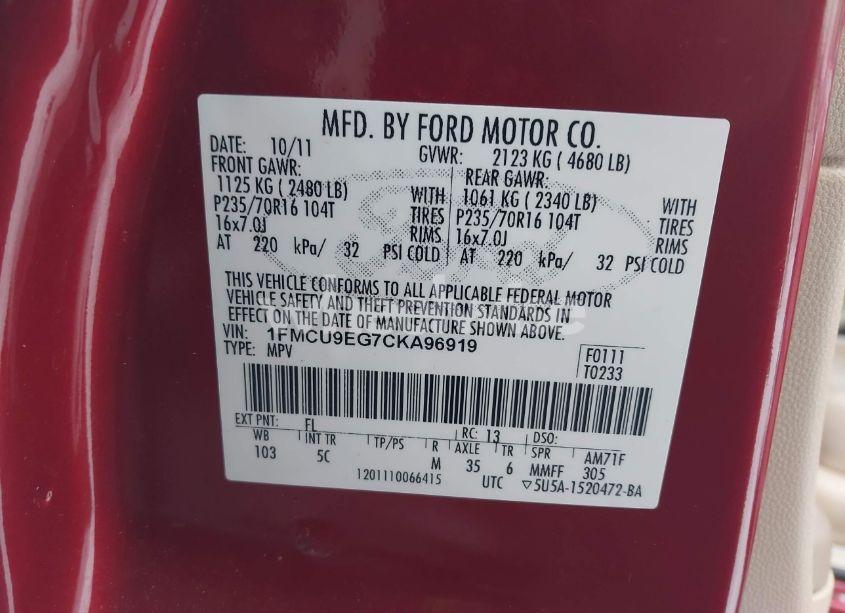 MFD. BY FORD MOTOR CO.
DATE: 10/11 GVWR: 2123 KG ( 4680 LB)
FRONT GAWR: REAR GAWR:
1125 KG ( 2480 LB) WITH 1061 KG ( 2340 LB) WITH
P235/70R16 104T TIRES P235/70R16 104T TIRES
16x7.0J RIMS 16x7.0J RIMS
AT 220 kPa/ 32 PSI COLD AT 220 kPa/ 32 PSI COLD
THIS VEHICLE CONFORMS TO ALL APPLICABLE FEDERAL MOTOR
VEHICLE SAFETY AND THEFT PREVENTION STANDARDS IN
EFFECT ON THE DATE OF MANUFACTURE SHOWN ABOVE.
VIN: 1FMCU9EG7CKA96919
TYPE: MPV
F0111
T0233
EXT PNT: FL RC: 13 DSO:
WB INT TR TP/PS R AXLE TR SPR AM7TF
103 5C M 35 6 MMFF 305
1201110066415 UTC ▽5U5A-1520472-BA